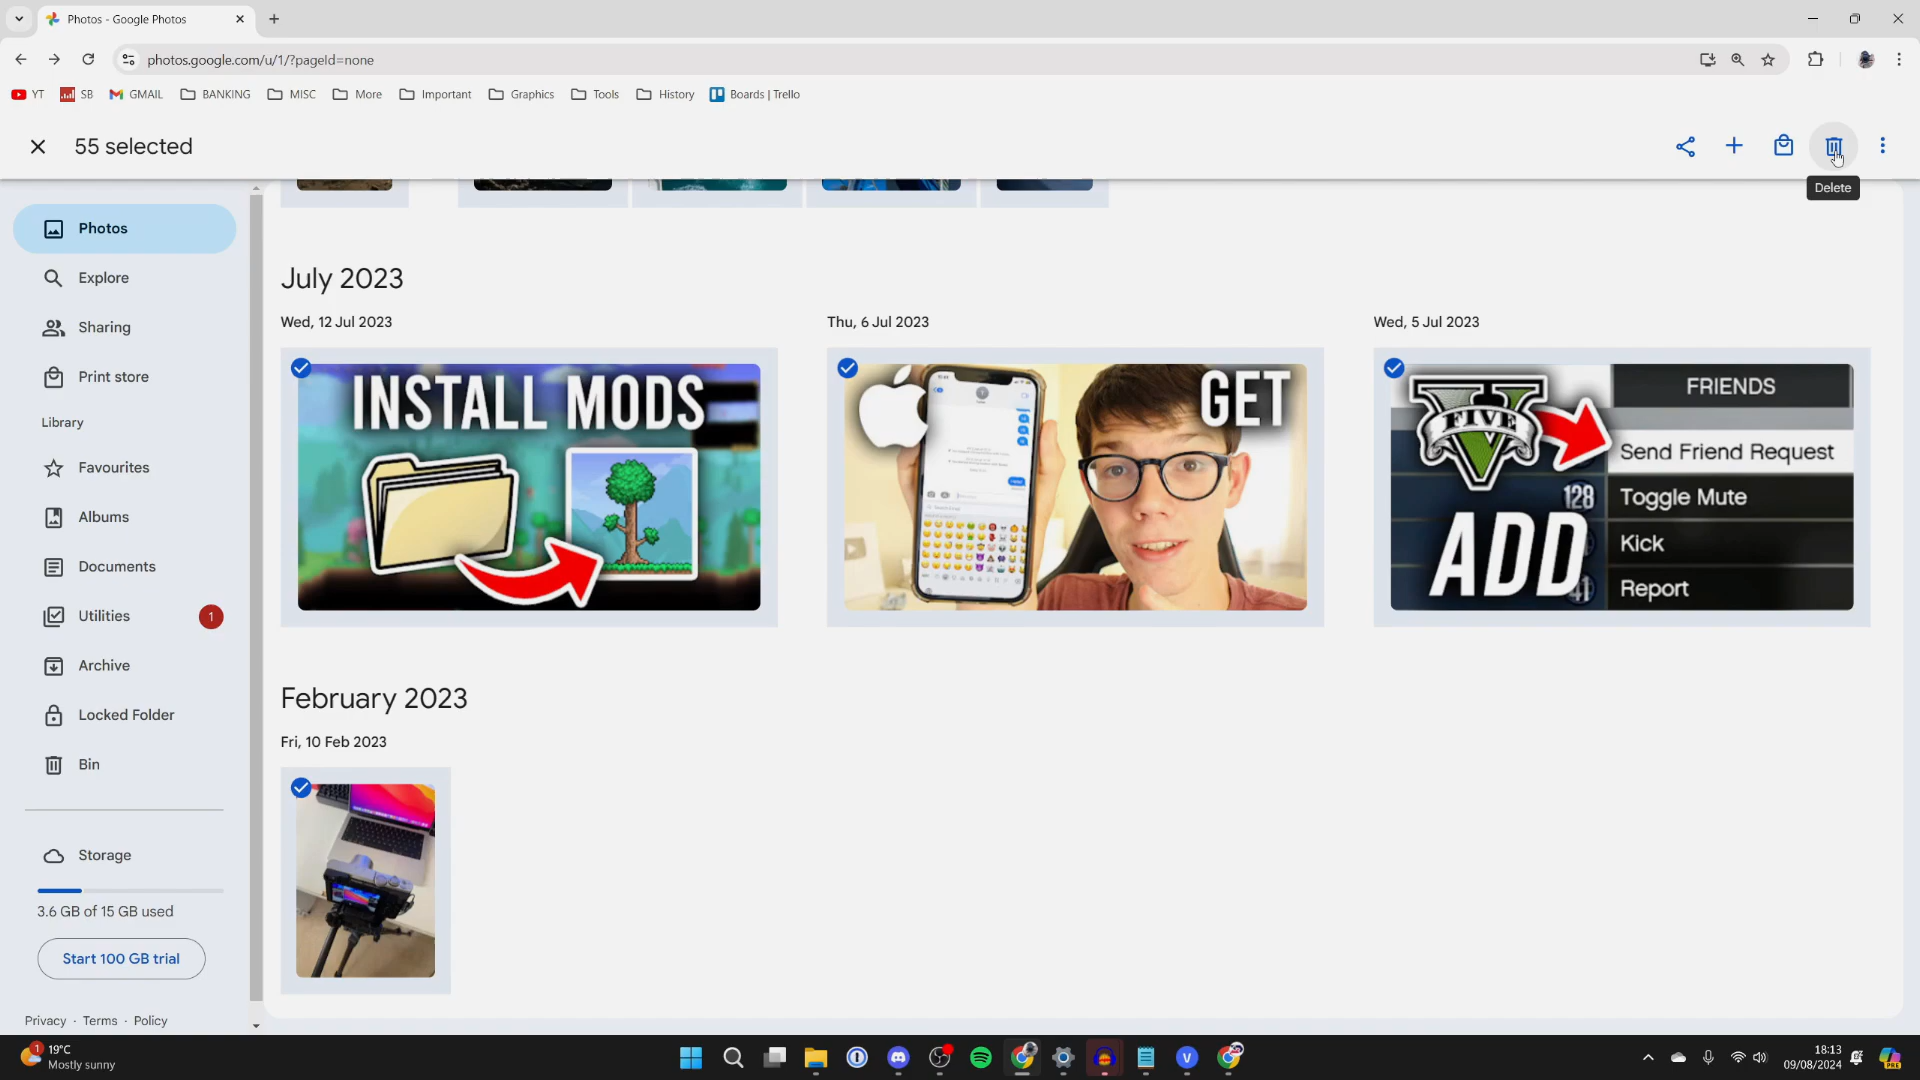 Photos - Google Photos
photos.google.com/u/1/?pageId=none
YT
SB
GMAIL
BANKING
MISC
More
Important
Graphics
Tools
History
Boards | Trello
55 selected
Delete
Photos
Explore
Sharing
Print store
Library
Favourites
Albums
Documents
Utilities
1
Archive
Locked Folder
Bin
Storage
3.6 GB of 15 GB used
Start 100 GB trial
Privacy · Terms · Policy
July 2023
Wed, 12 Jul 2023
Thu, 6 Jul 2023
Wed, 5 Jul 2023
INSTALL MODS
GET
V
FIVE
ADD
FRIENDS
Send Friend Request
128
Toggle Mute
Kick
41
Report
February 2023
Fri, 10 Feb 2023
1
19°C
Mostly sunny
18:13
09/08/2024